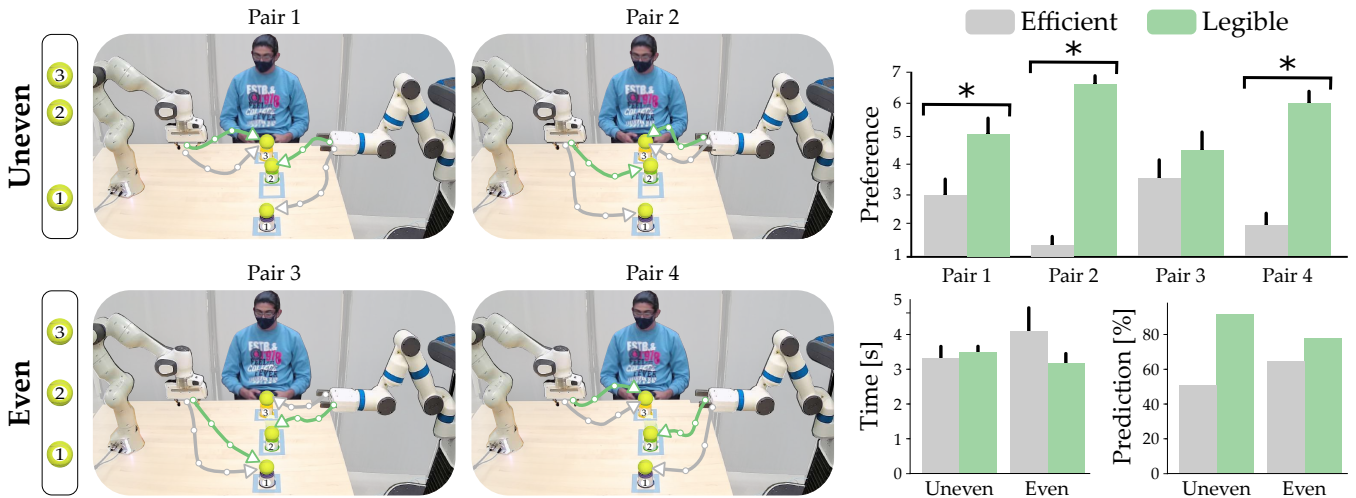 Pair 1
Pair 2
Uneven
3
2
1
ESTB.&
3
2
1
3
2
1
Pair 3
Pair 4
Even
3
2
1
ESTB.&
3
2
1
3
2
1
Efficient
Legible
Preference
7
6
5
4
3
2
1
*
*
*
Pair 1
Pair 2
Pair 3
Pair 4
Time [s]
5
4
3
2
1
0
Uneven
Even
Prediction [%]
80
60
40
20
0
Uneven
Even